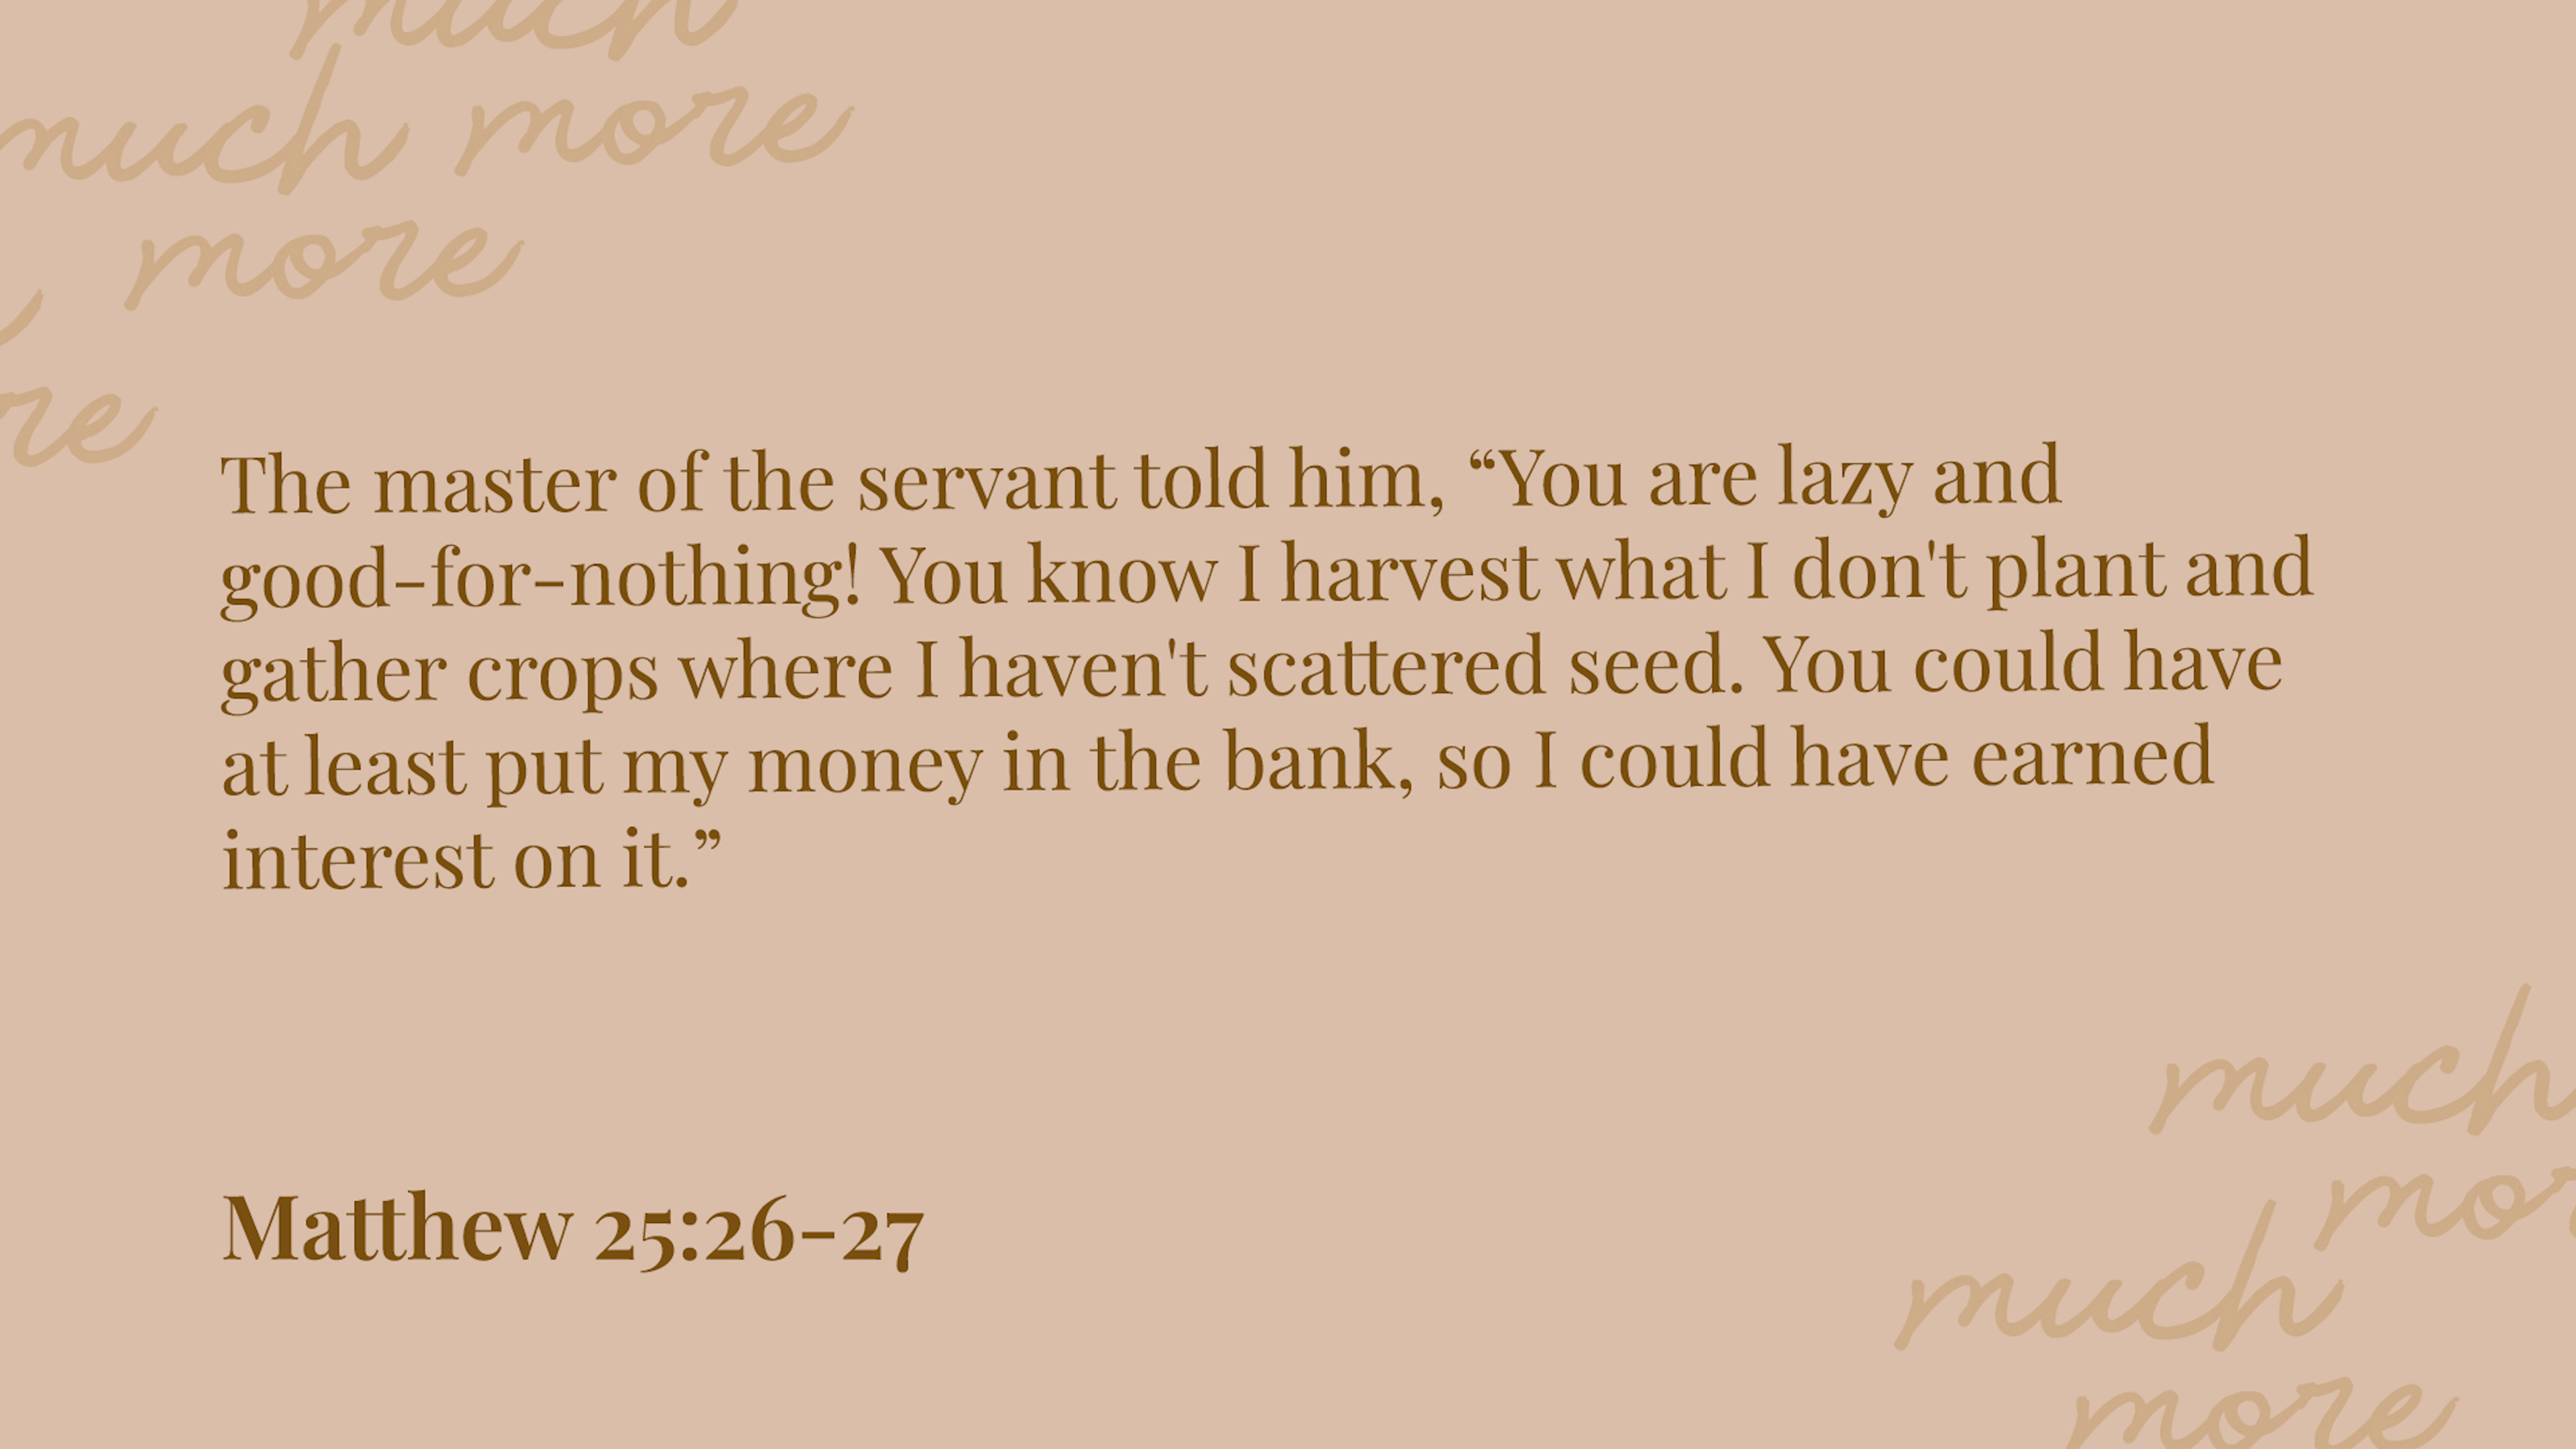 much
much more
more
re
The master of the servant told him, “You are lazy and
good-for-nothing! You know I harvest what I don't plant and
gather crops where I haven't scattered seed. You could have
at least put my money in the bank, so I could have earned
interest on it.”
much
mor
Matthew 25:26-27
much
more